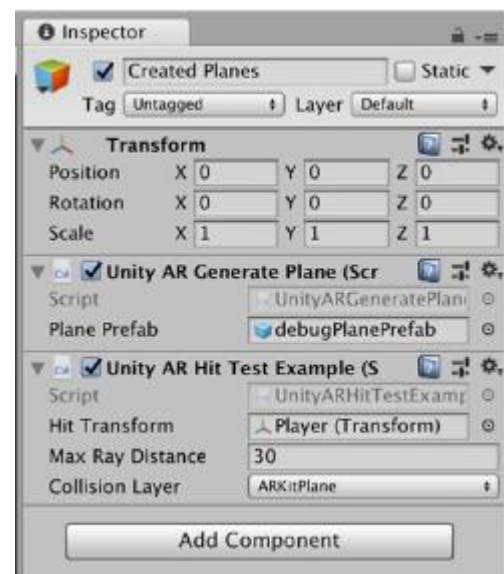 Inspector
Created Planes Static
Tag Untagged Layer Default
Transform
Position X 0 Y 0 Z 0
Rotation X 0 Y 0 Z 0
Scale X 1 Y 1 Z 1
Unity AR Generate Plane (Scr
Script UnityARGeneratePlan
Plane Prefab debugPlanePrefab
Unity AR Hit Test Example (S
Script UnityARHitTestExamp
Hit Transform Player (Transform)
Max Ray Distance 30
Collision Layer ARKitPlane
Add Component